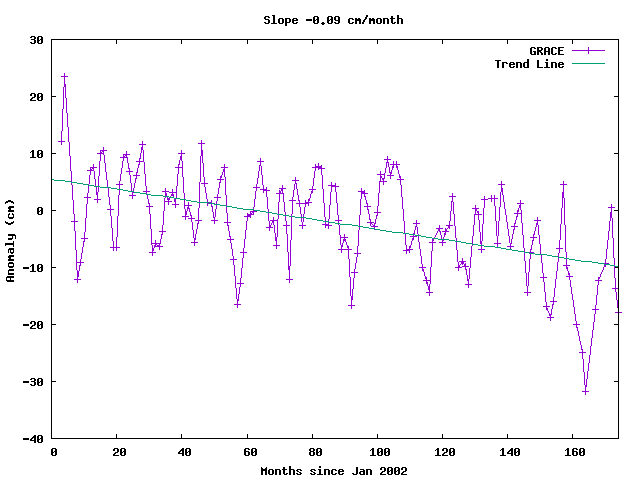 Slope -0.09 cm/month
GRACE
Trend Line
30
20
10
0
-10
-20
-30
-40
Anomaly (cm)
0 20 40 60 80 100 120 140 160
Months since Jan 2002